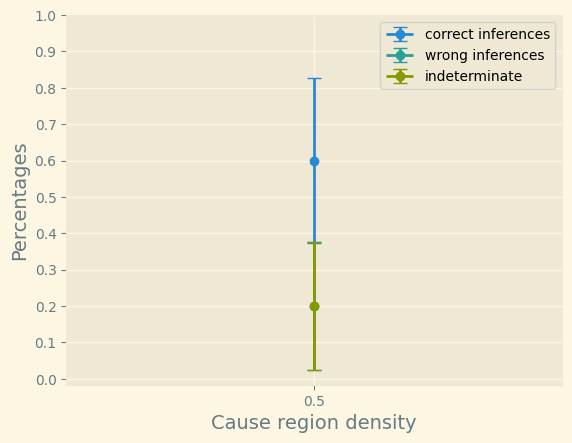 correct inferences
wrong inferences
indeterminate
Percentages
1.0
0.9
0.8
0.7
0.6
0.5
0.4
0.3
0.2
0.1
0.0
0.5
Cause region density